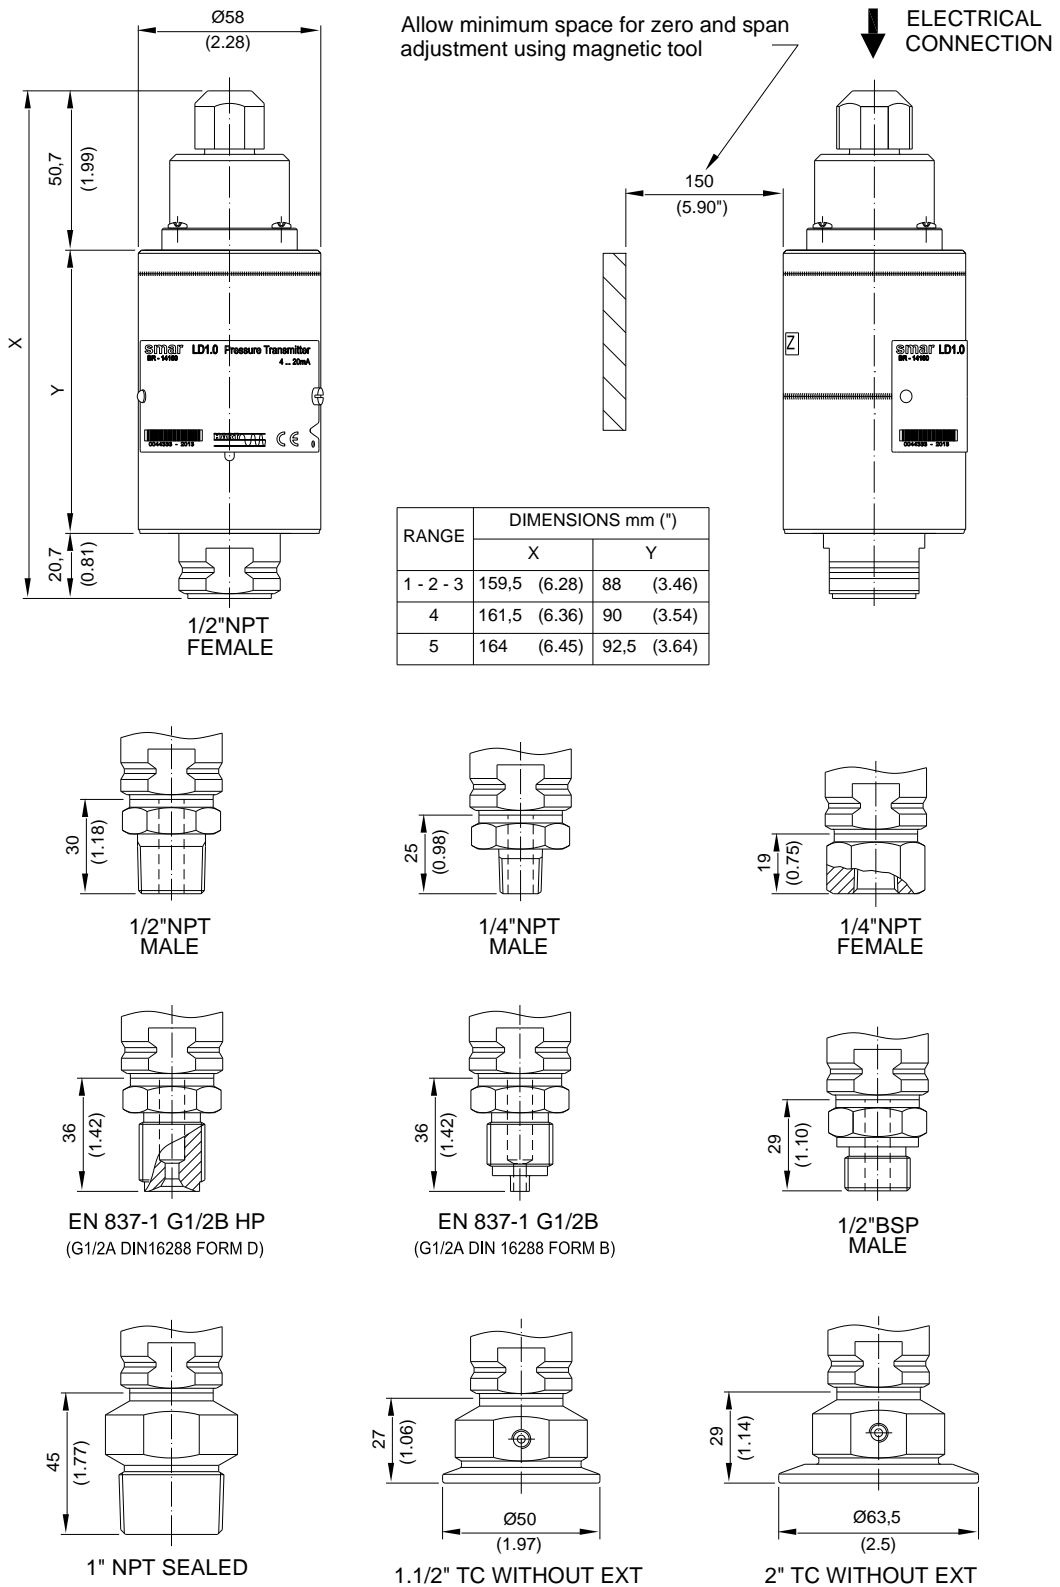 Ø58
(2.28)
Allow minimum space for zero and span
adjustment using magnetic tool
ELECTRICAL
CONNECTION
50,7
(1.99)
150
(5.90")
X
Y
smar LD1.0 Pressure Transmitter
BR - 14160
4 ... 20mA
0044333 - 2015
CE
Z
smar LD1.0
BR - 14160
0044333 - 2015
20,7
(0.81)
1/2"NPT
FEMALE
RANGE DIMENSIONS mm (")
X Y
1 - 2 - 3 159,5 (6.28) 88 (3.46)
4 161,5 (6.36) 90 (3.54)
5 164 (6.45) 92,5 (3.64)
30
(1.18)
1/2"NPT
MALE
25
(0.98)
1/4"NPT
MALE
19
(0.75)
1/4"NPT
FEMALE
36
(1.42)
EN 837-1 G1/2B HP
(G1/2A DIN16288 FORM D)
36
(1.42)
EN 837-1 G1/2B
(G1/2A DIN 16288 FORM B)
29
(1.10)
1/2"BSP
MALE
45
(1.77)
1" NPT SEALED
27
(1.06)
Ø50
(1.97)
1.1/2" TC WITHOUT EXT
29
(1.14)
Ø63,5
(2.5)
2" TC WITHOUT EXT